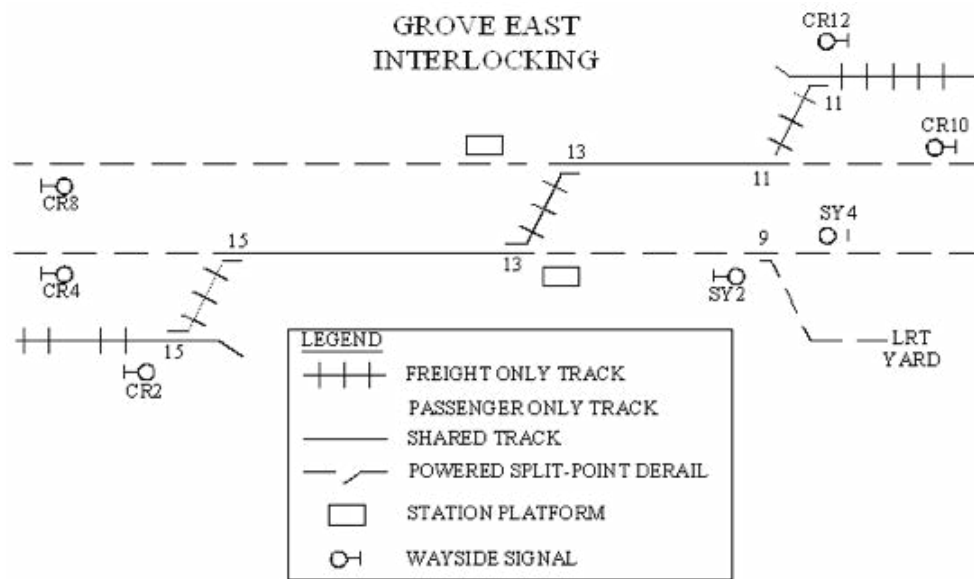 GROVE EAST
INTERLOCKING
CR12
11
CR10
13
11
CR8
SY4
15
13
9
CR4
SY2
15
CR2
LRT
YARD
LEGEND
FREIGHT ONLY TRACK
PASSENGER ONLY TRACK
SHARED TRACK
POWERED SPLIT-POINT DERAIL
STATION PLATFORM
WAYSIDE SIGNAL